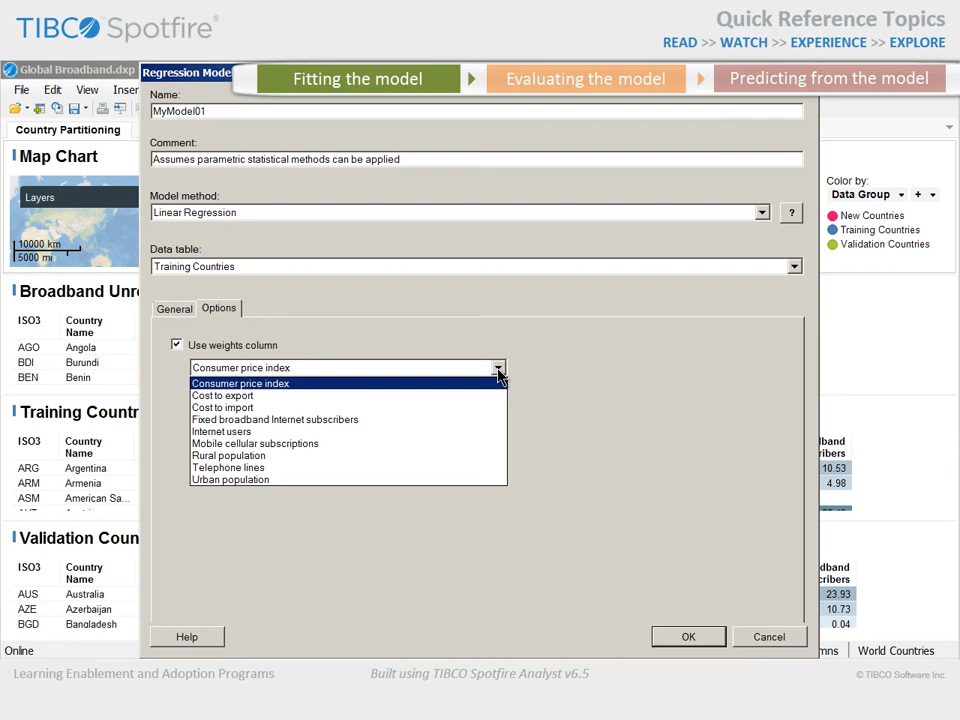 TIBCO Spotfire®
Quick Reference Topics
READ >> WATCH >> EXPERIENCE >> EXPLORE
Global Broadband.dxp
Regression Mode
Fitting the model
Evaluating the model
Predicting from the model
File Edit View Inser
Name:
MyModel01
Country Partitioning
Comment:
Assumes parametric statistical methods can be applied
Map Chart
Layers
10000 km
5000 mi
Model method:
Linear Regression
?
Color by:
Data Group
+
New Countries
Training Countries
Validation Countries
Data table:
Training Countries
Broadband Unr
ISO3 Country Name
AGO Angola
BDI Burundi
BEN Benin
General Options
Use weights column
Consumer price index
Consumer price index
Cost to export
Cost to import
Fixed broadband Internet subscribers
Internet users
Mobile cellular subscriptions
Rural population
Telephone lines
Urban population
Training Countr
ISO3 Country Name
ARG Argentina
ARM Armenia
ASM American Sa...
dband
ribers
10.53
4.98
Validation Coun
ISO3 Country Name
AUS Australia
AZE Azerbaijan
BGD Bangladesh
dband
ribers
23.93
10.73
0.04
Help OK Cancel
Online
mns World Countries
Learning Enablement and Adoption Programs
Built using TIBCO Spotfire Analyst v6.5
© TIBCO Software Inc.